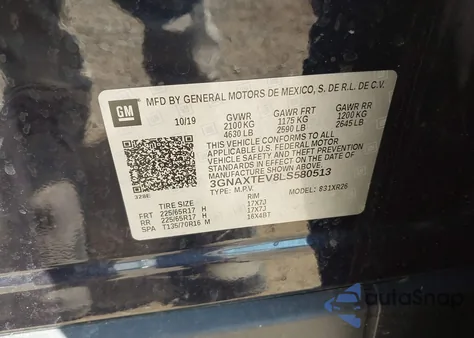 GM
MFD BY GENERAL MOTORS DE MEXICO, S. DE R.L. DE C.V.
10/19
GVWR GAWR FRT GAWR RR
2100 KG 1175 KG 1200 KG
4630 LB 2590 LB 2645 LB
THIS VEHICLE CONFORMS TO ALL APPLICABLE
U.S. FEDERAL MOTOR
VEHICLE SAFETY, BUMPER, AND THEFT
PREVENTION STANDARDS IN EFFECT ON THE
DATE OF MANUFACTURE SHOWN ABOVE.
3GNAXTEV8LS580513
TYPE: M.P.V. MODEL: 831XR26
328E
TIRE SIZE RIM
FRT 225/65R17 H 17X7J
RR 225/65R17 H 17X7J
SPA T135/70R16 M 16X4BT
autoSnap